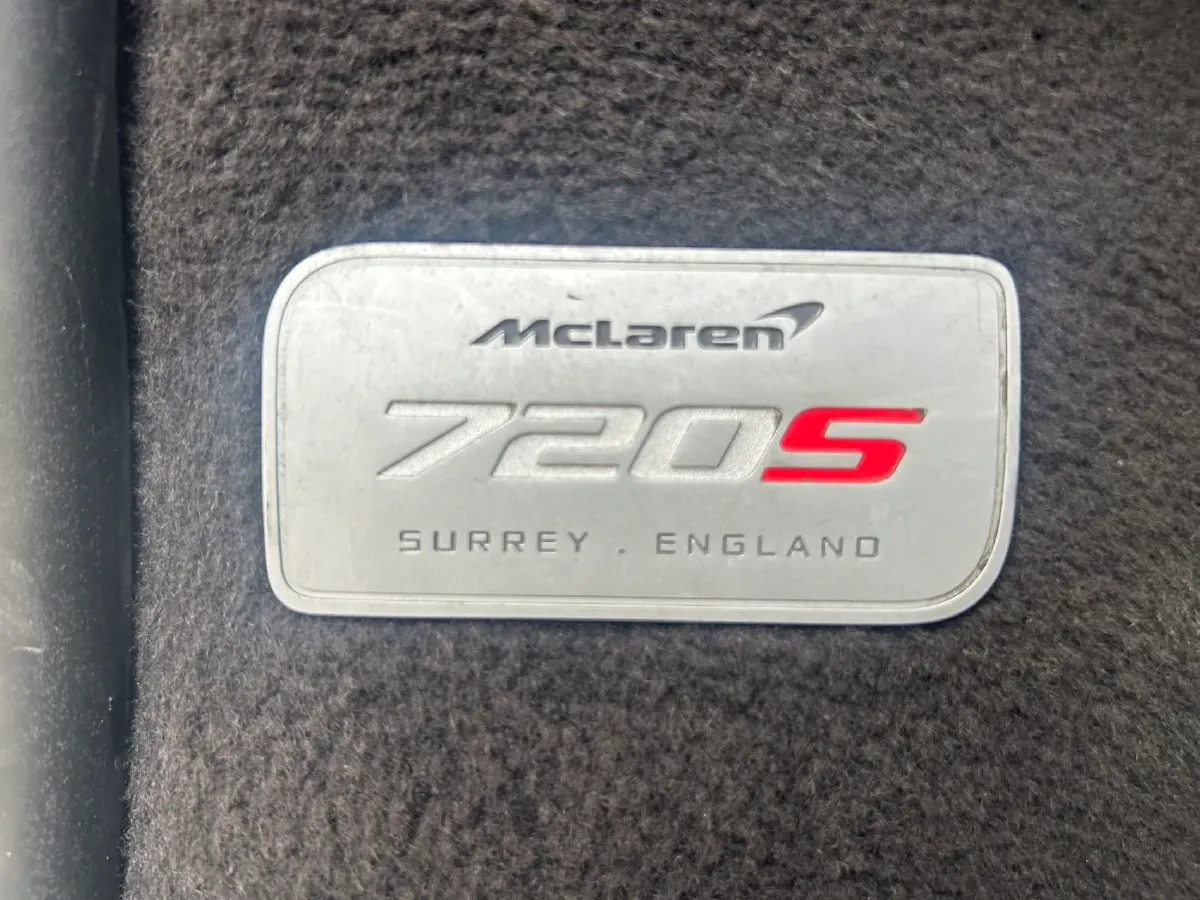 McLaren
720S
SURREY . ENGLAND